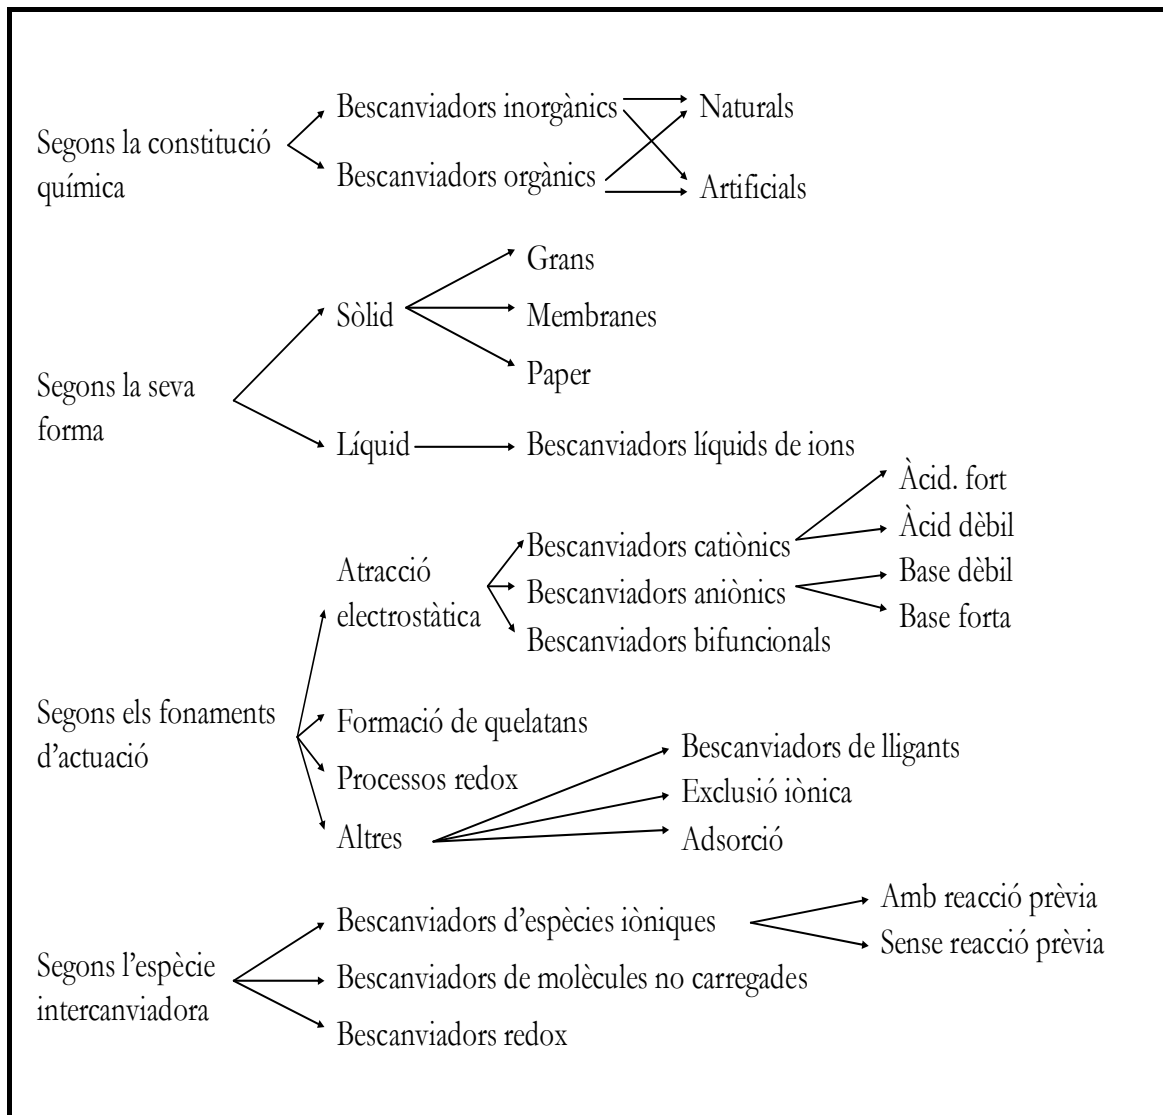 Segons la constitució
química
Bescanviadors inorgànics
Bescanviadors orgànics
Naturals
Artificials
Segons la seva
forma
Sòlid
Grans
Membranes
Paper
Líquid
Bescanviadors líquids de ions
Segons els fonaments
d’actuació
Atracció
electrostàtica
Bescanviadors catiònics
Àcid. fort
Àcid dèbil
Bescanviadors aniònics
Base dèbil
Base forta
Bescanviadors bifuncionals
Formació de quelatans
Processos redox
Altres
Bescanviadors de lligants
Exclusió iònica
Adsorció
Segons l’espècie
intercanviadora
Bescanviadors d’espècies iòniques
Amb reacció prèvia
Sense reacció prèvia
Bescanviadors de molècules no carregades
Bescanviadors redox